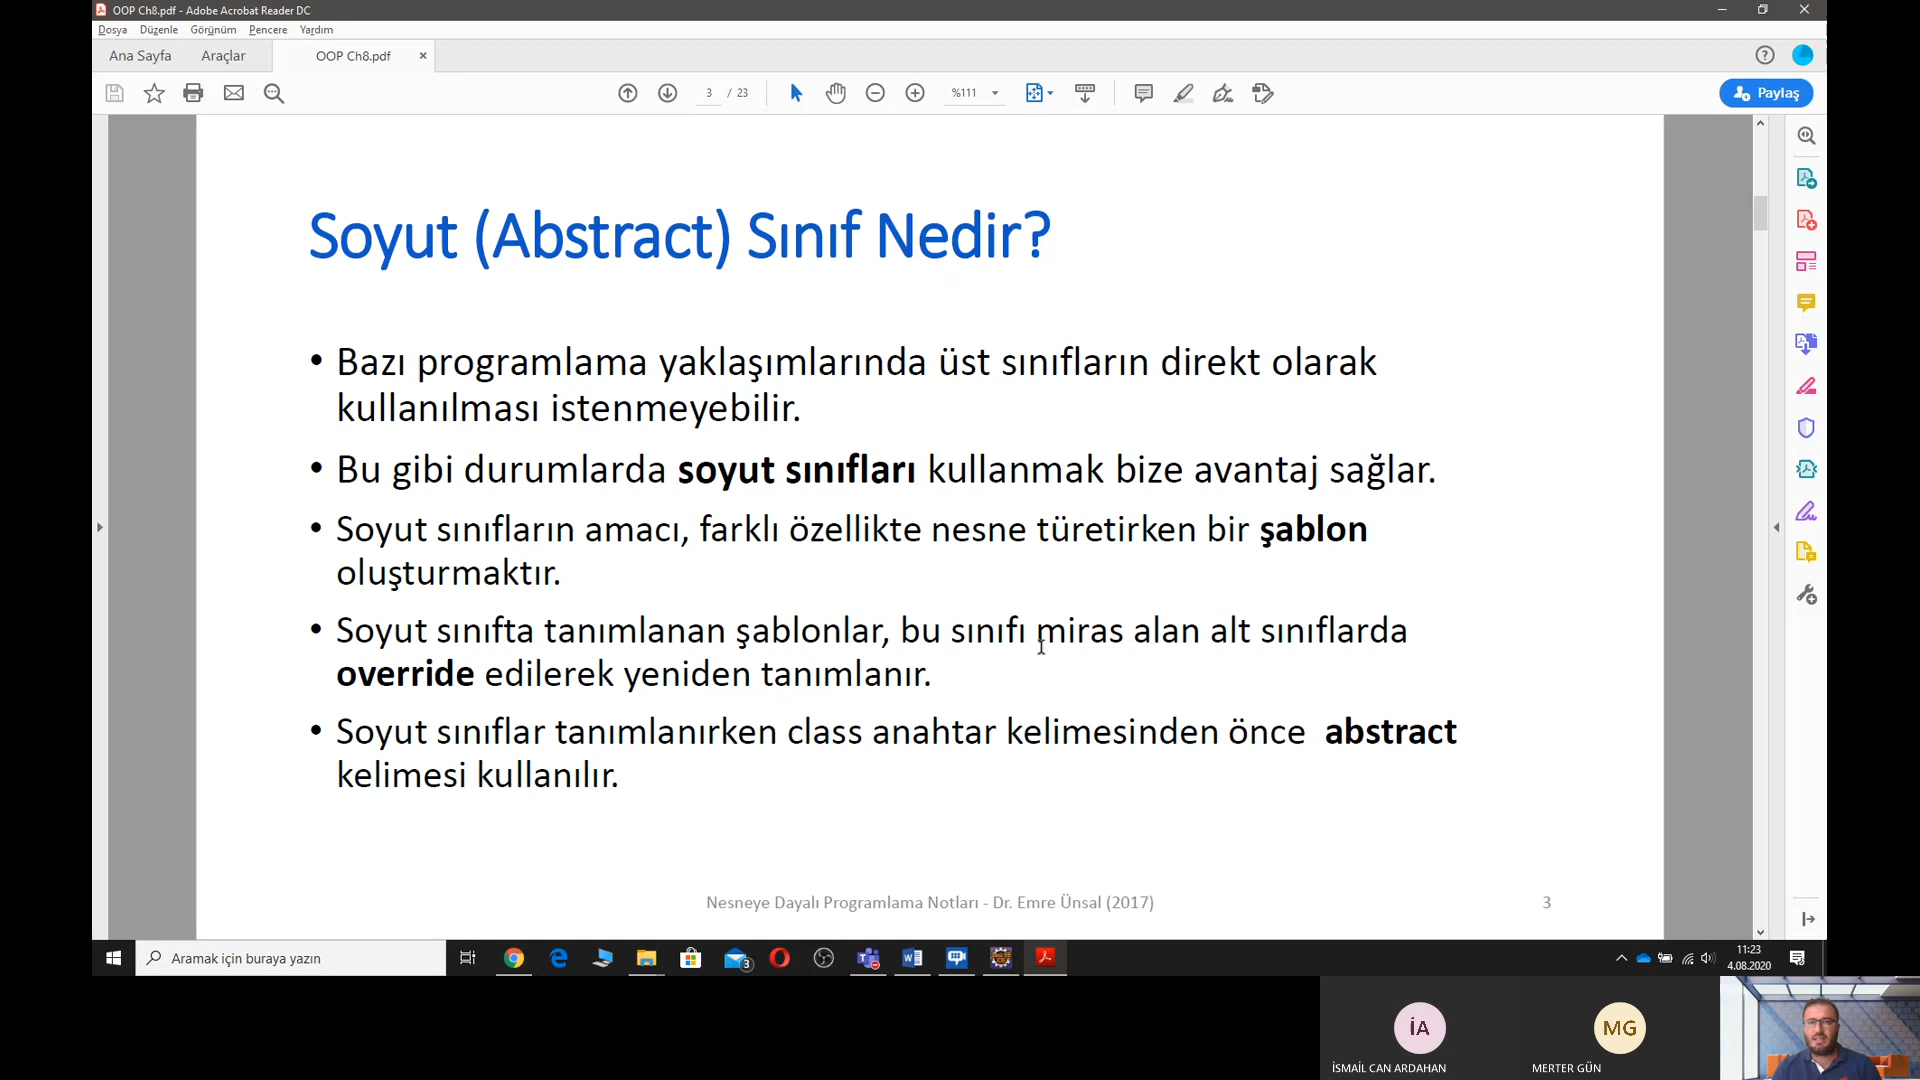 OOP Ch8.pdf - Adobe Acrobat Reader DC
Dosya Düzenle Görünüm Pencere Yardım
Ana Sayfa Araçlar OOP Ch8.pdf
3 / 23 %111 Paylaş
Soyut (Abstract) Sınıf Nedir?
• Bazı programlama yaklaşımlarında üst sınıfların direkt olarak
kullanılması istenmeyebilir.
• Bu gibi durumlarda soyut sınıfları kullanmak bize avantaj sağlar.
• Soyut sınıfların amacı, farklı özellikte nesne türetirken bir şablon
oluşturmaktır.
• Soyut sınıfta tanımlanan şablonlar, bu sınıfı miras alan alt sınıflarda
override edilerek yeniden tanımlanır.
• Soyut sınıflar tanımlanırken class anahtar kelimesinden önce abstract
kelimesi kullanılır.
Nesneye Dayalı Programlama Notları - Dr. Emre Ünsal (2017) 3
Aramak için buraya yazın
3
11:23
4.08.2020
İA MG
İSMAİL CAN ARDAHAN MERTER GÜN